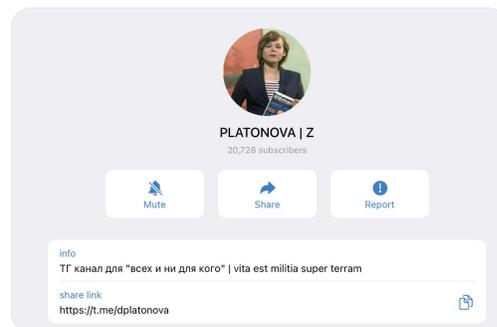 PLATONOVA | Z
20,728 subscribers
Mute
Share
Report
info
ТГ канал для "всех и ни для кого" | vita est militia super terram
share link
https://t.me/dplatonova